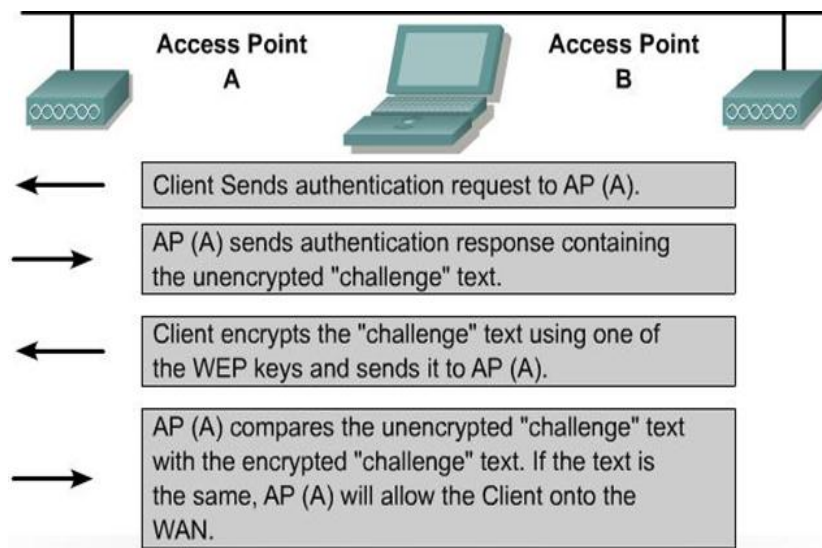 Access Point
A
Access Point
B
Client Sends authentication request to AP (A).
AP (A) sends authentication response containing
the unencrypted "challenge" text.
Client encrypts the "challenge" text using one of
the WEP keys and sends it to AP (A).
AP (A) compares the unencrypted "challenge" text
with the encrypted "challenge" text. If the text is
the same, AP (A) will allow the Client onto the
WAN.